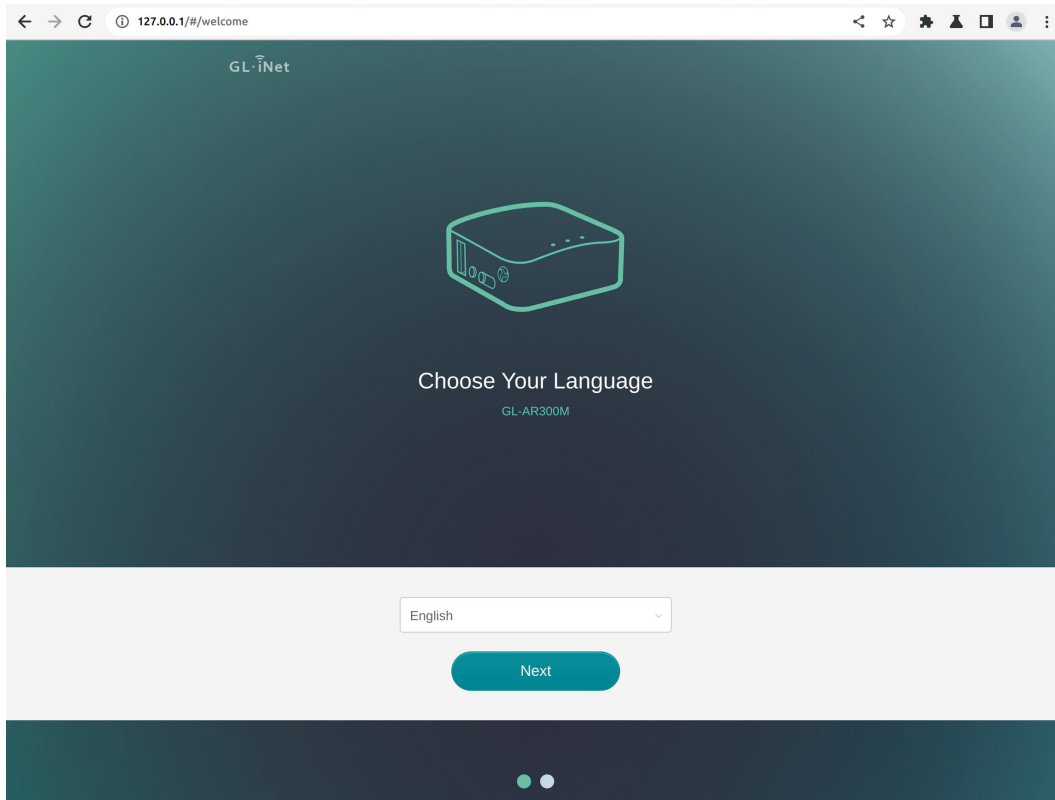 127.0.0.1/#/welcome
GL·iNet
Choose Your Language
GL-AR300M
English
Next